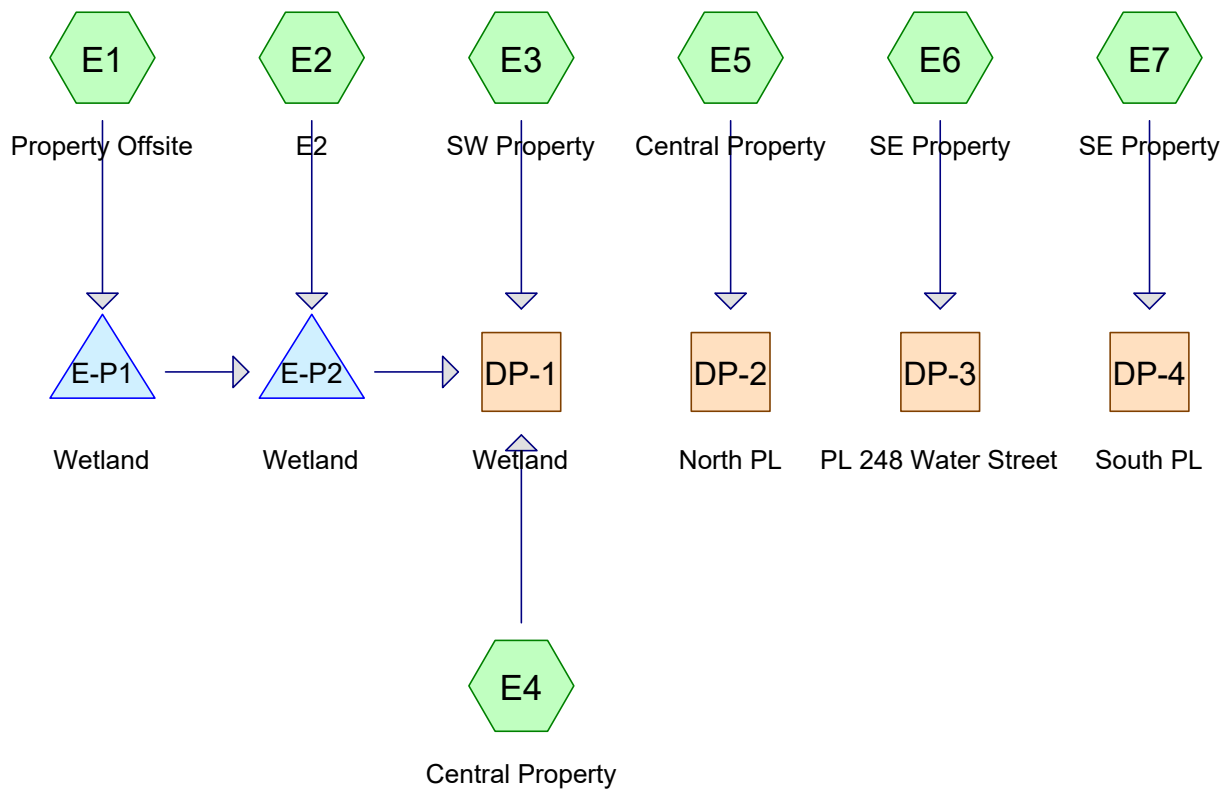 E1
E2
E3
E5
E6
E7
Property Offsite
E2
SW Property
Central Property
SE Property
SE Property
E-P1
E-P2
DP-1
DP-2
DP-3
DP-4
Wetland
Wetland
Wetland
North PL
PL 248 Water Street
South PL
E4
Central Property